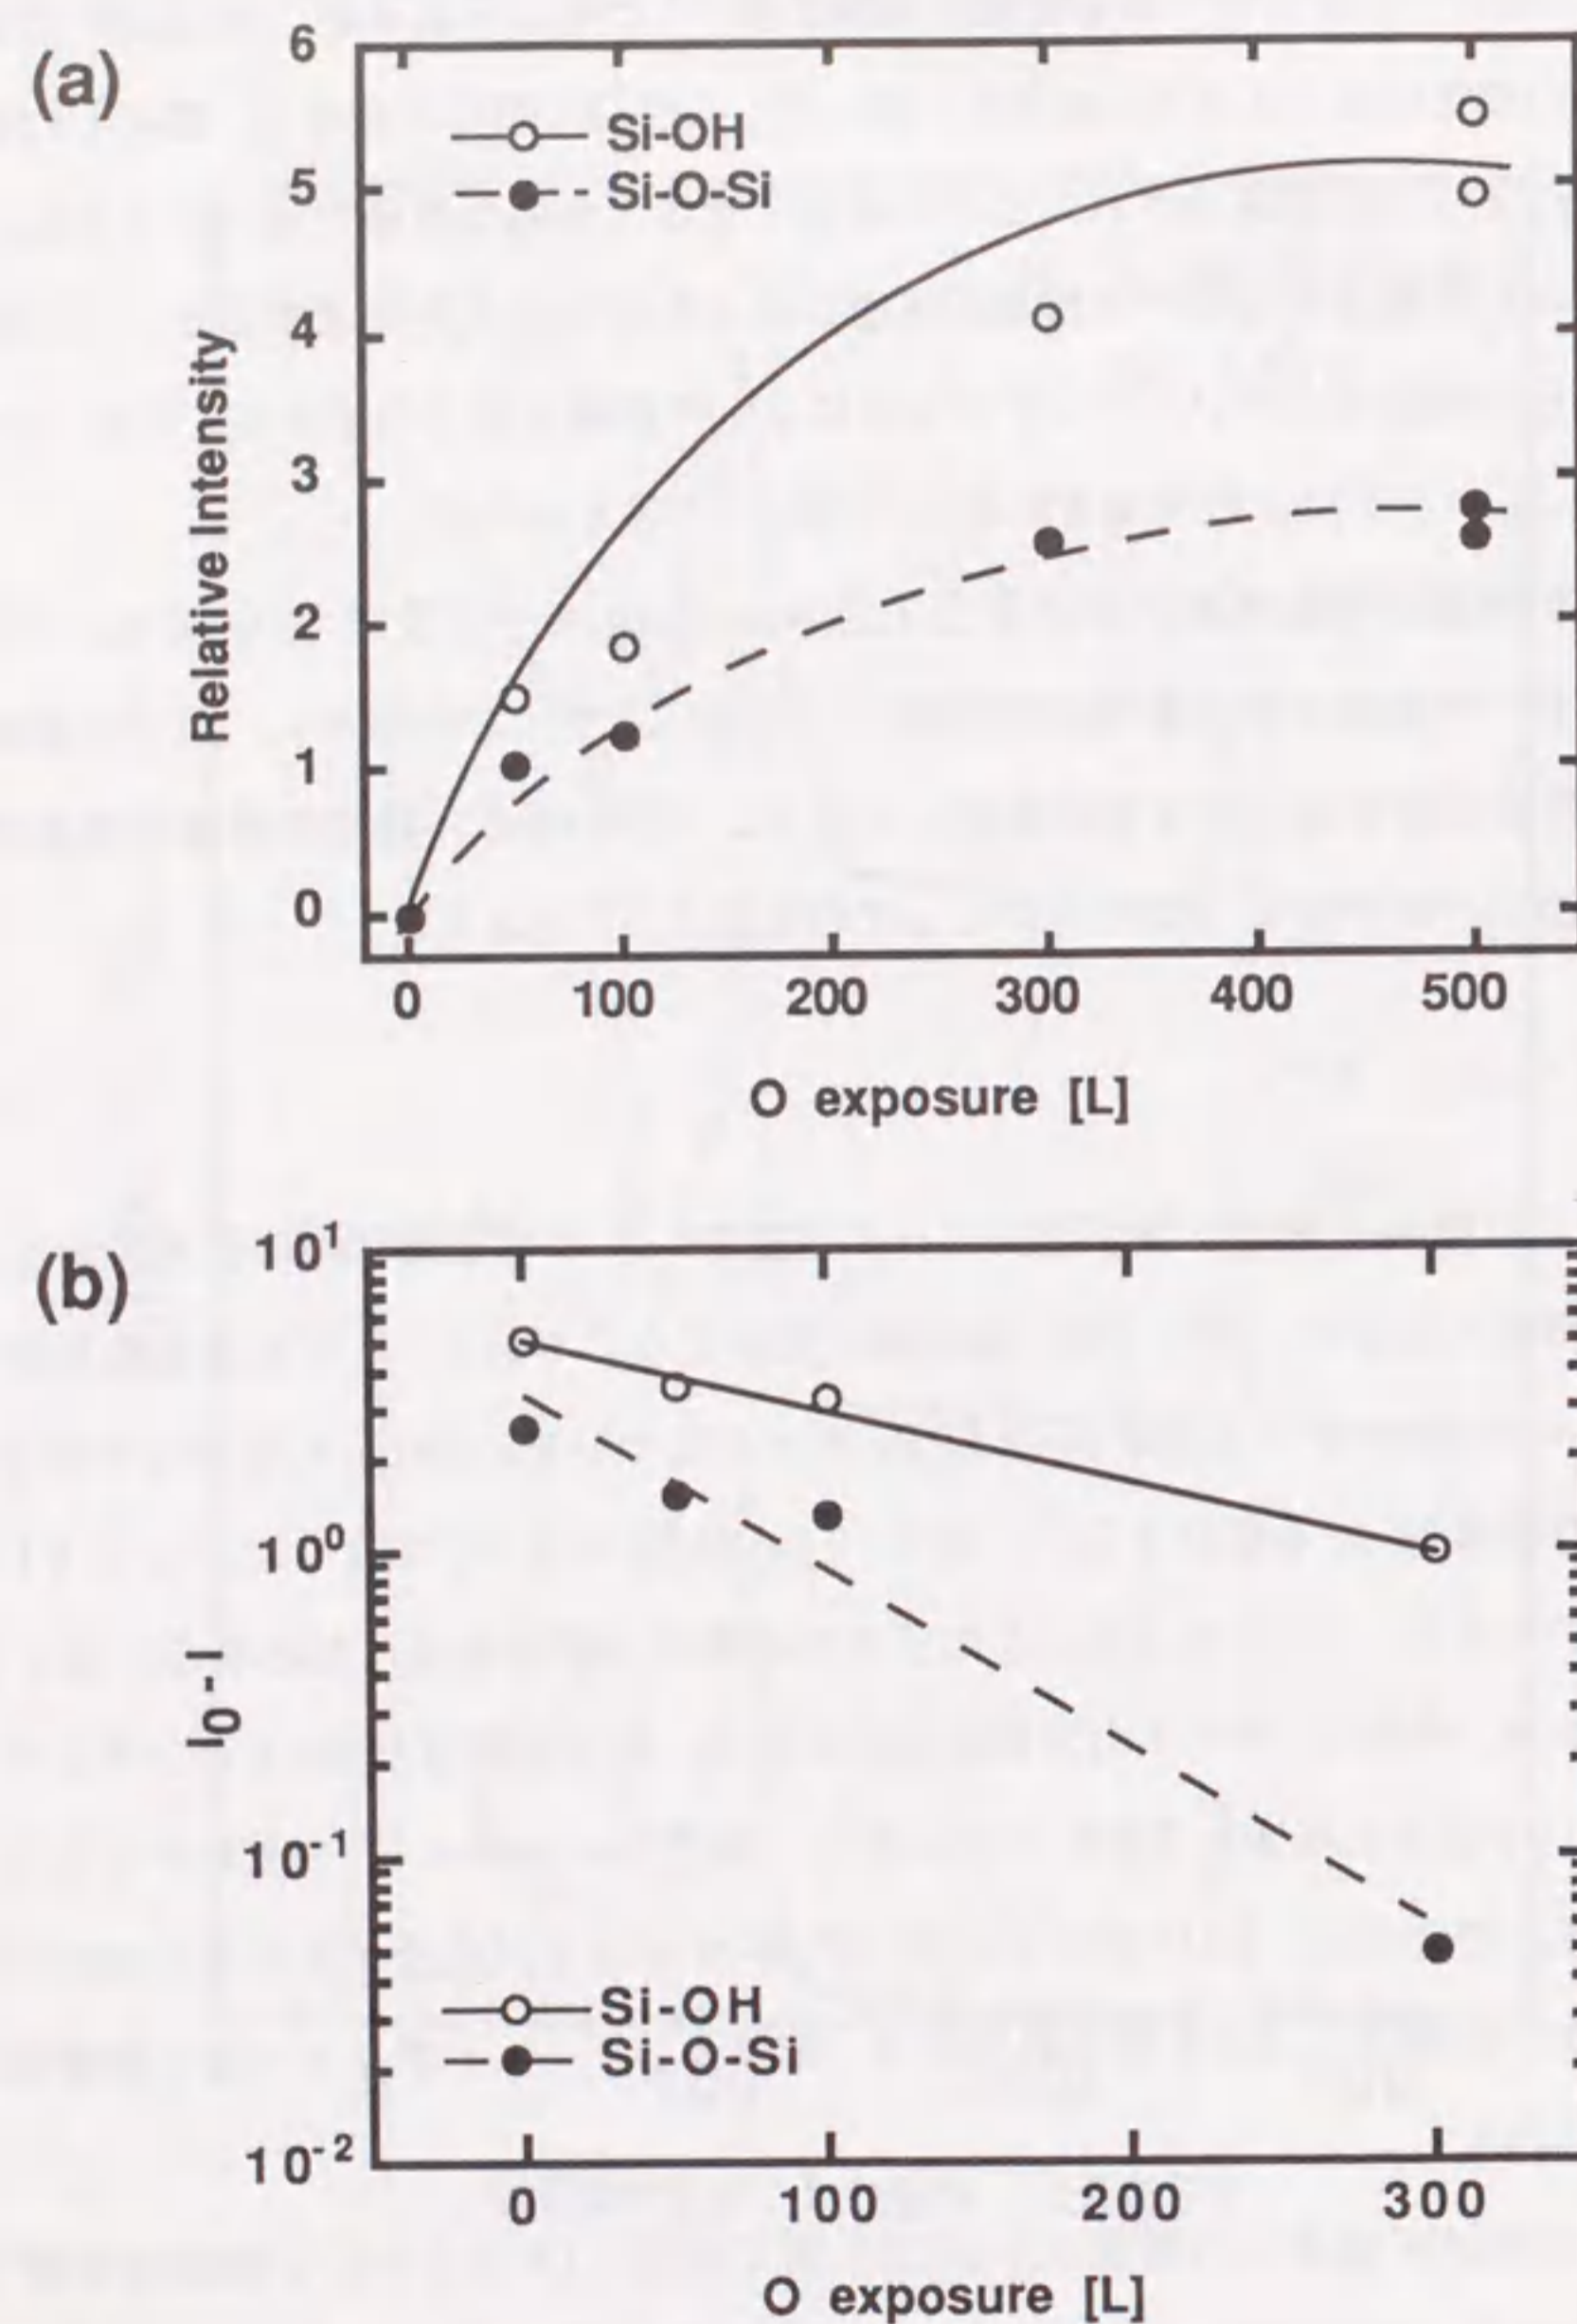 (a)
6
5
4
3
2
1
0
Relative Intensity
Si-OH
Si-O-Si
0 100 200 300 400 500
O exposure [L]
(b)
10¹
10⁰
10⁻¹
10⁻²
I₀ - I
Si-OH
Si-O-Si
0 100 200 300
O exposure [L]